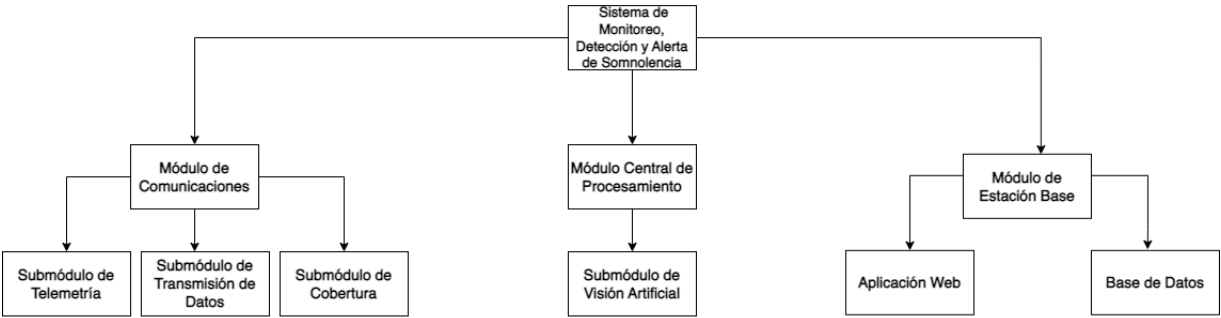 Sistema de
Monitoreo,
Detección y Alerta
de Somnolencia
Módulo de
Comunicaciones
Módulo Central de
Procesamiento
Módulo de
Estación Base
Submódulo de
Telemetría
Submódulo de
Transmisión de
Datos
Submódulo de
Cobertura
Submódulo de
Visión Artificial
Aplicación Web
Base de Datos